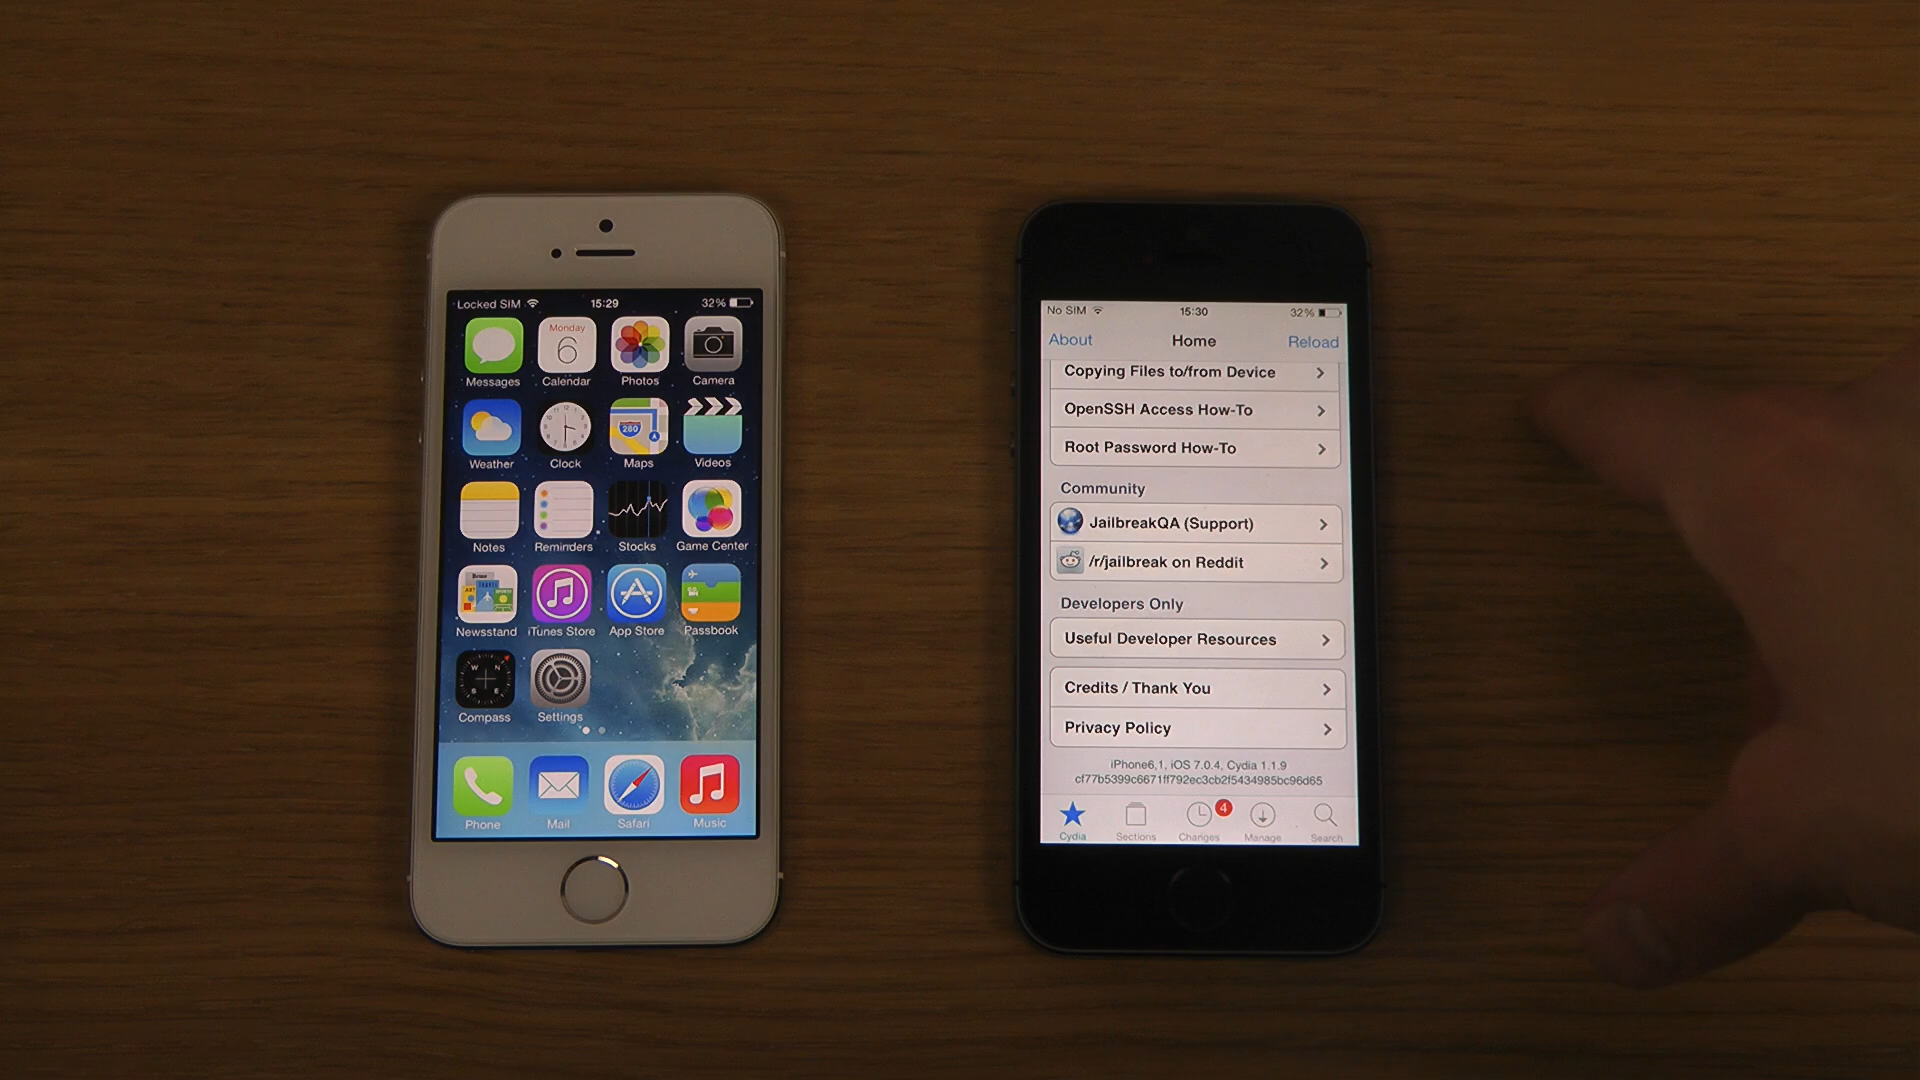 Locked SIM 15:29 32%
Monday
6
Messages Calendar Photos Camera
280
Weather Clock Maps Videos
Notes Reminders Stocks Game Center
Newsstand iTunes Store App Store Passbook
W N
S E
Compass Settings
Phone Mail Safari Music
No SIM 15:30 32%
About Home Reload
Copying Files to/from Device
OpenSSH Access How-To
Root Password How-To
Community
JailbreakQA (Support)
/r/jailbreak on Reddit
Developers Only
Useful Developer Resources
Credits / Thank You
Privacy Policy
iPhone6,1, iOS 7.0.4, Cydia 1.1.9
cf77b5399c6671ff792ec3cb2f5434985bc96d65
4
Cydia Sections Changes Manage Search